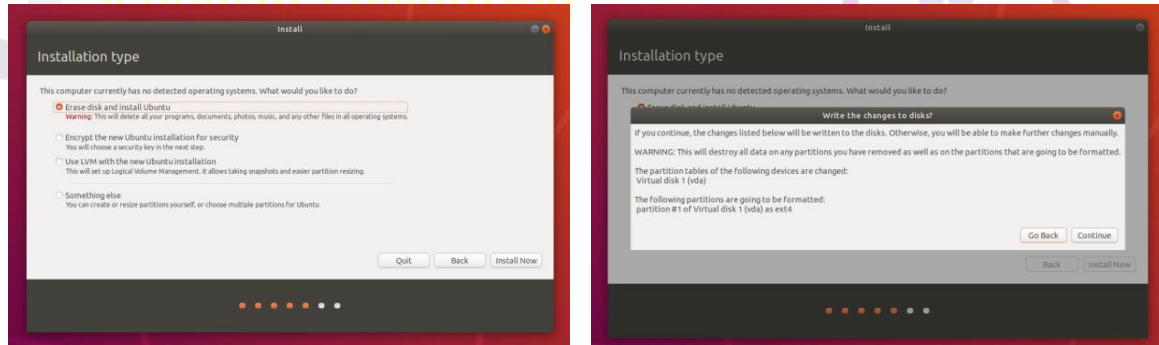 Install
Installation type
This computer currently has no detected operating systems. What would you like to do?
Erase disk and install Ubuntu
Warning: This will delete all your programs, documents, photos, music, and any other files in all operating systems.
Encrypt the new Ubuntu installation for security
You will choose a security key in the next step.
Use LVM with the new Ubuntu installation
This will set up Logical Volume Management. It allows taking snapshots and easier partition resizing.
Something else
You can create or resize partitions yourself, or choose multiple partitions for Ubuntu.
Quit
Back
Install Now
Install
Installation type
This computer currently has no detected operating systems. What would you like to do?
Erase disk and install Ubuntu
Write the changes to disks?
If you continue, the changes listed below will be written to the disks. Otherwise, you will be able to make further changes manually.
WARNING: This will destroy all data on any partitions you have removed as well as on the partitions that are going to be formatted.
The partition tables of the following devices are changed:
Virtual disk 1 (vda)
The following partitions are going to be formatted:
partition #1 of Virtual disk 1 (vda) as ext4
Go Back
Continue
Back
Install Now